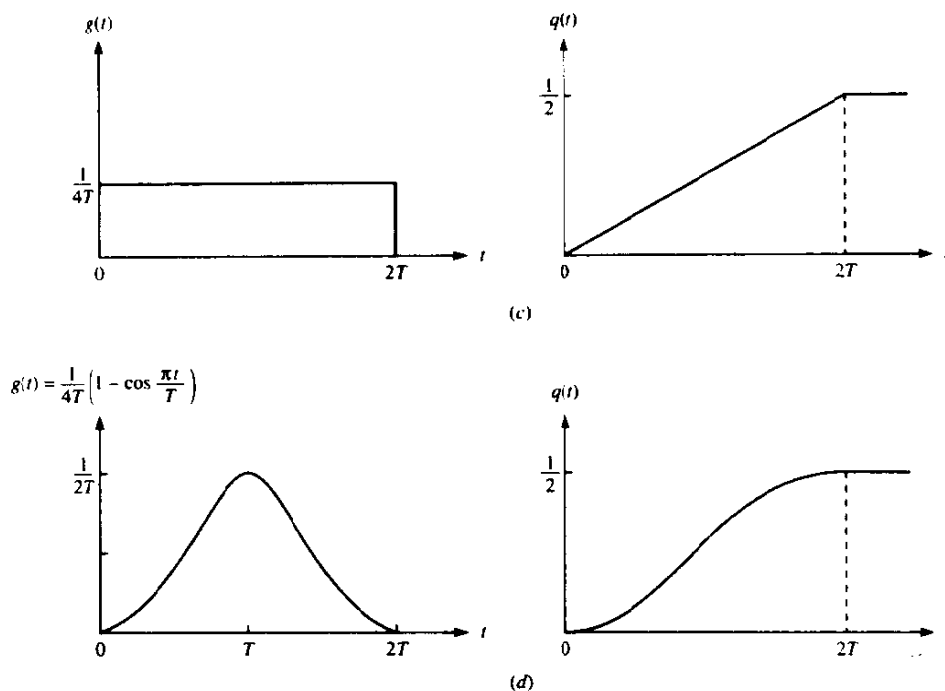 g(t)
1/4T
0
2T
t
q(t)
1/2
0
2T
(c)
g(t) = 1/4T (1 − cos πt/T)
1/2T
0
T
2T
t
q(t)
1/2
0
2T
(d)